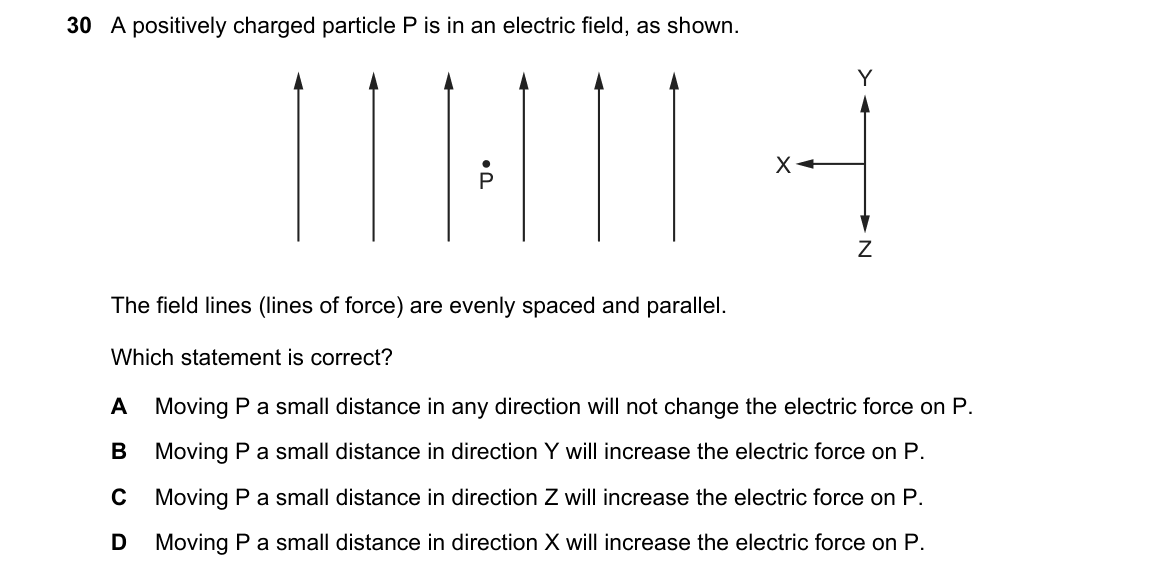 30 A positively charged particle P is in an electric field, as shown.
Y
X
P
Z
The field lines (lines of force) are evenly spaced and parallel.
Which statement is correct?
A Moving P a small distance in any direction will not change the electric force on P.
B Moving P a small distance in direction Y will increase the electric force on P.
C Moving P a small distance in direction Z will increase the electric force on P.
D Moving P a small distance in direction X will increase the electric force on P.